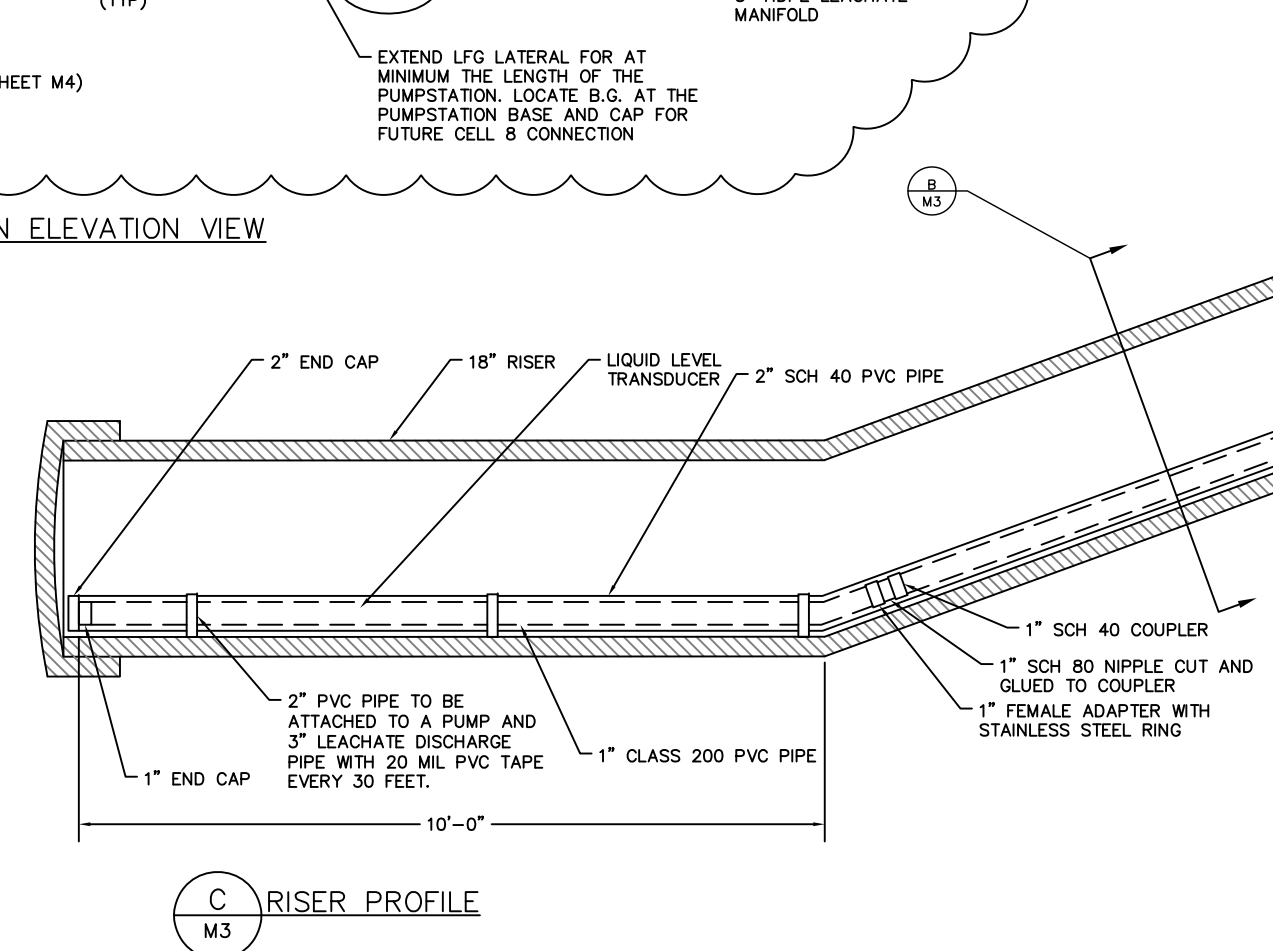 (TYP)
MANIFOLD
EXTEND LFG LATERAL FOR AT
MINIMUM THE LENGTH OF THE
PUMPSTATION. LOCATE B.G. AT THE
PUMPSTATION BASE AND CAP FOR
FUTURE CELL 8 CONNECTION
HEET M4)
N ELEVATION VIEW
B
M3
2” END CAP
18” RISER
LIQUID LEVEL
TRANSDUCER
2” SCH 40 PVC PIPE
1” SCH 40 COUPLER
1” SCH 80 NIPPLE CUT AND
GLUED TO COUPLER
1” FEMALE ADAPTER WITH
STAINLESS STEEL RING
2” PVC PIPE TO BE
ATTACHED TO A PUMP AND
3” LEACHATE DISCHARGE
PIPE WITH 20 MIL PVC TAPE
EVERY 30 FEET.
1” CLASS 200 PVC PIPE
1” END CAP
10’-0”
C
M3
RISER PROFILE